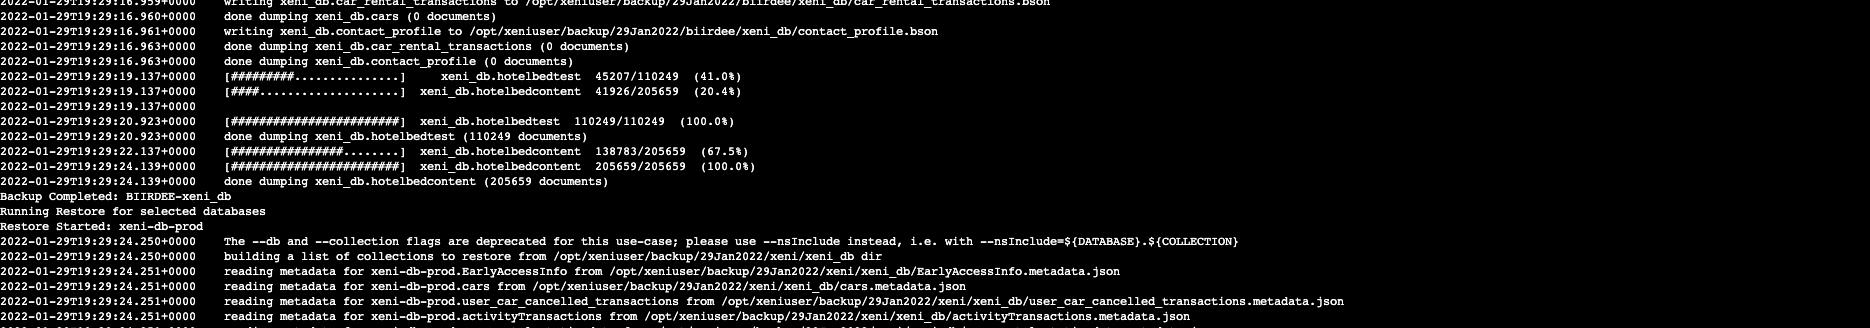 2022-01-29T19:29:16.959+0000 writing xeni_db.car_rental_transactions to /opt/xeniuser/backup/29Jan2022/biirdee/xeni_db/car_rental_transactions.bson
2022-01-29T19:29:16.960+0000 done dumping xeni_db.cars (0 documents)
2022-01-29T19:29:16.961+0000 writing xeni_db.contact_profile to /opt/xeniuser/backup/29Jan2022/biirdee/xeni_db/contact_profile.bson
2022-01-29T19:29:16.963+0000 done dumping xeni_db.car_rental_transactions (0 documents)
2022-01-29T19:29:16.963+0000 done dumping xeni_db.contact_profile (0 documents)
2022-01-29T19:29:19.137+0000 [#########...............] xeni_db.hotelbedtest 45207/110249 (41.0%)
2022-01-29T19:29:19.137+0000 [####....................] xeni_db.hotelbedcontent 41926/205659 (20.4%)
2022-01-29T19:29:19.137+0000
2022-01-29T19:29:20.923+0000 [########################] xeni_db.hotelbedtest 110249/110249 (100.0%)
2022-01-29T19:29:20.923+0000 done dumping xeni_db.hotelbedtest (110249 documents)
2022-01-29T19:29:22.137+0000 [################........] xeni_db.hotelbedcontent 138783/205659 (67.5%)
2022-01-29T19:29:24.139+0000 [########################] xeni_db.hotelbedcontent 205659/205659 (100.0%)
2022-01-29T19:29:24.139+0000 done dumping xeni_db.hotelbedcontent (205659 documents)
Backup Completed: BIIRDEE-xeni_db
Running Restore for selected databases
Restore Started: xeni-db-prod
2022-01-29T19:29:24.250+0000 The --db and --collection flags are deprecated for this use-case; please use --nsInclude instead, i.e. with --nsInclude=${DATABASE}.${COLLECTION}
2022-01-29T19:29:24.250+0000 building a list of collections to restore from /opt/xeniuser/backup/29Jan2022/xeni/xeni_db dir
2022-01-29T19:29:24.251+0000 reading metadata for xeni-db-prod.EarlyAccessInfo from /opt/xeniuser/backup/29Jan2022/xeni/xeni_db/EarlyAccessInfo.metadata.json
2022-01-29T19:29:24.251+0000 reading metadata for xeni-db-prod.cars from /opt/xeniuser/backup/29Jan2022/xeni/xeni_db/cars.metadata.json
2022-01-29T19:29:24.251+0000 reading metadata for xeni-db-prod.user_car_cancelled_transactions from /opt/xeniuser/backup/29Jan2022/xeni/xeni_db/user_car_cancelled_transactions.metadata.json
2022-01-29T19:29:24.251+0000 reading metadata for xeni-db-prod.activityTransactions from /opt/xeniuser/backup/29Jan2022/xeni/xeni_db/activityTransactions.metadata.json